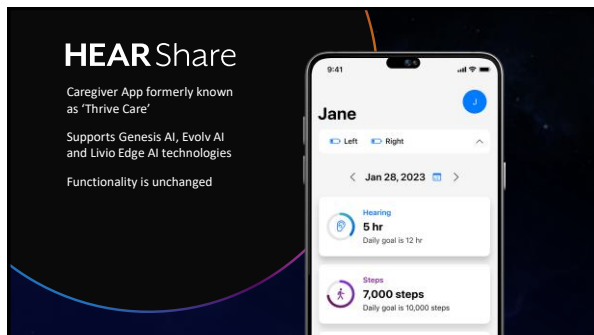 HEAR Share
Caregiver App formerly known
as ‘Thrive Care’
Supports Genesis AI, Evolv AI
and Livio Edge AI technologies
Functionality is unchanged
9:41
J
Jane
Left Right
Jan 28, 2023
Hearing
5 hr
Daily goal is 12 hr
Steps
7,000 steps
Daily goal is 10,000 steps